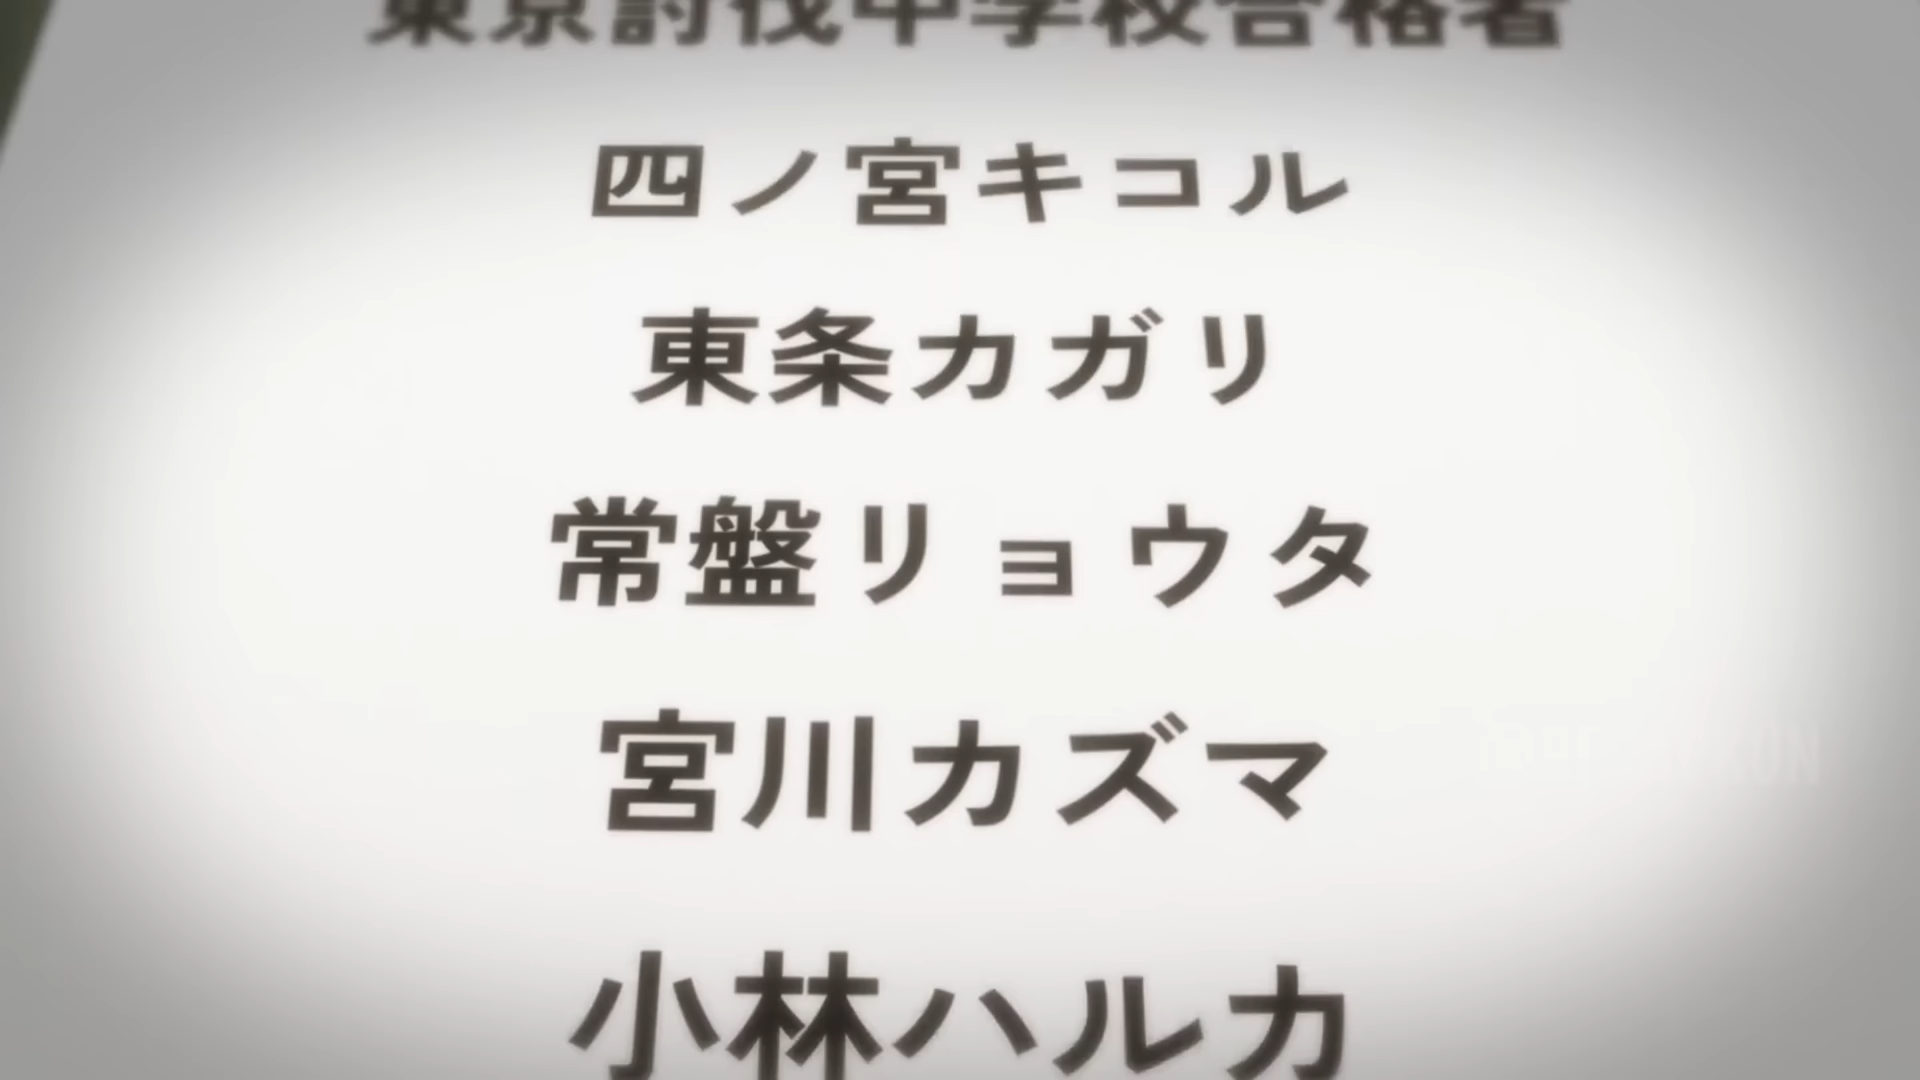 東京討伐中学校合格者
四ノ宮キコル
東条カガリ
常盤リョウタ
宮川カズマ
小林ハルカ